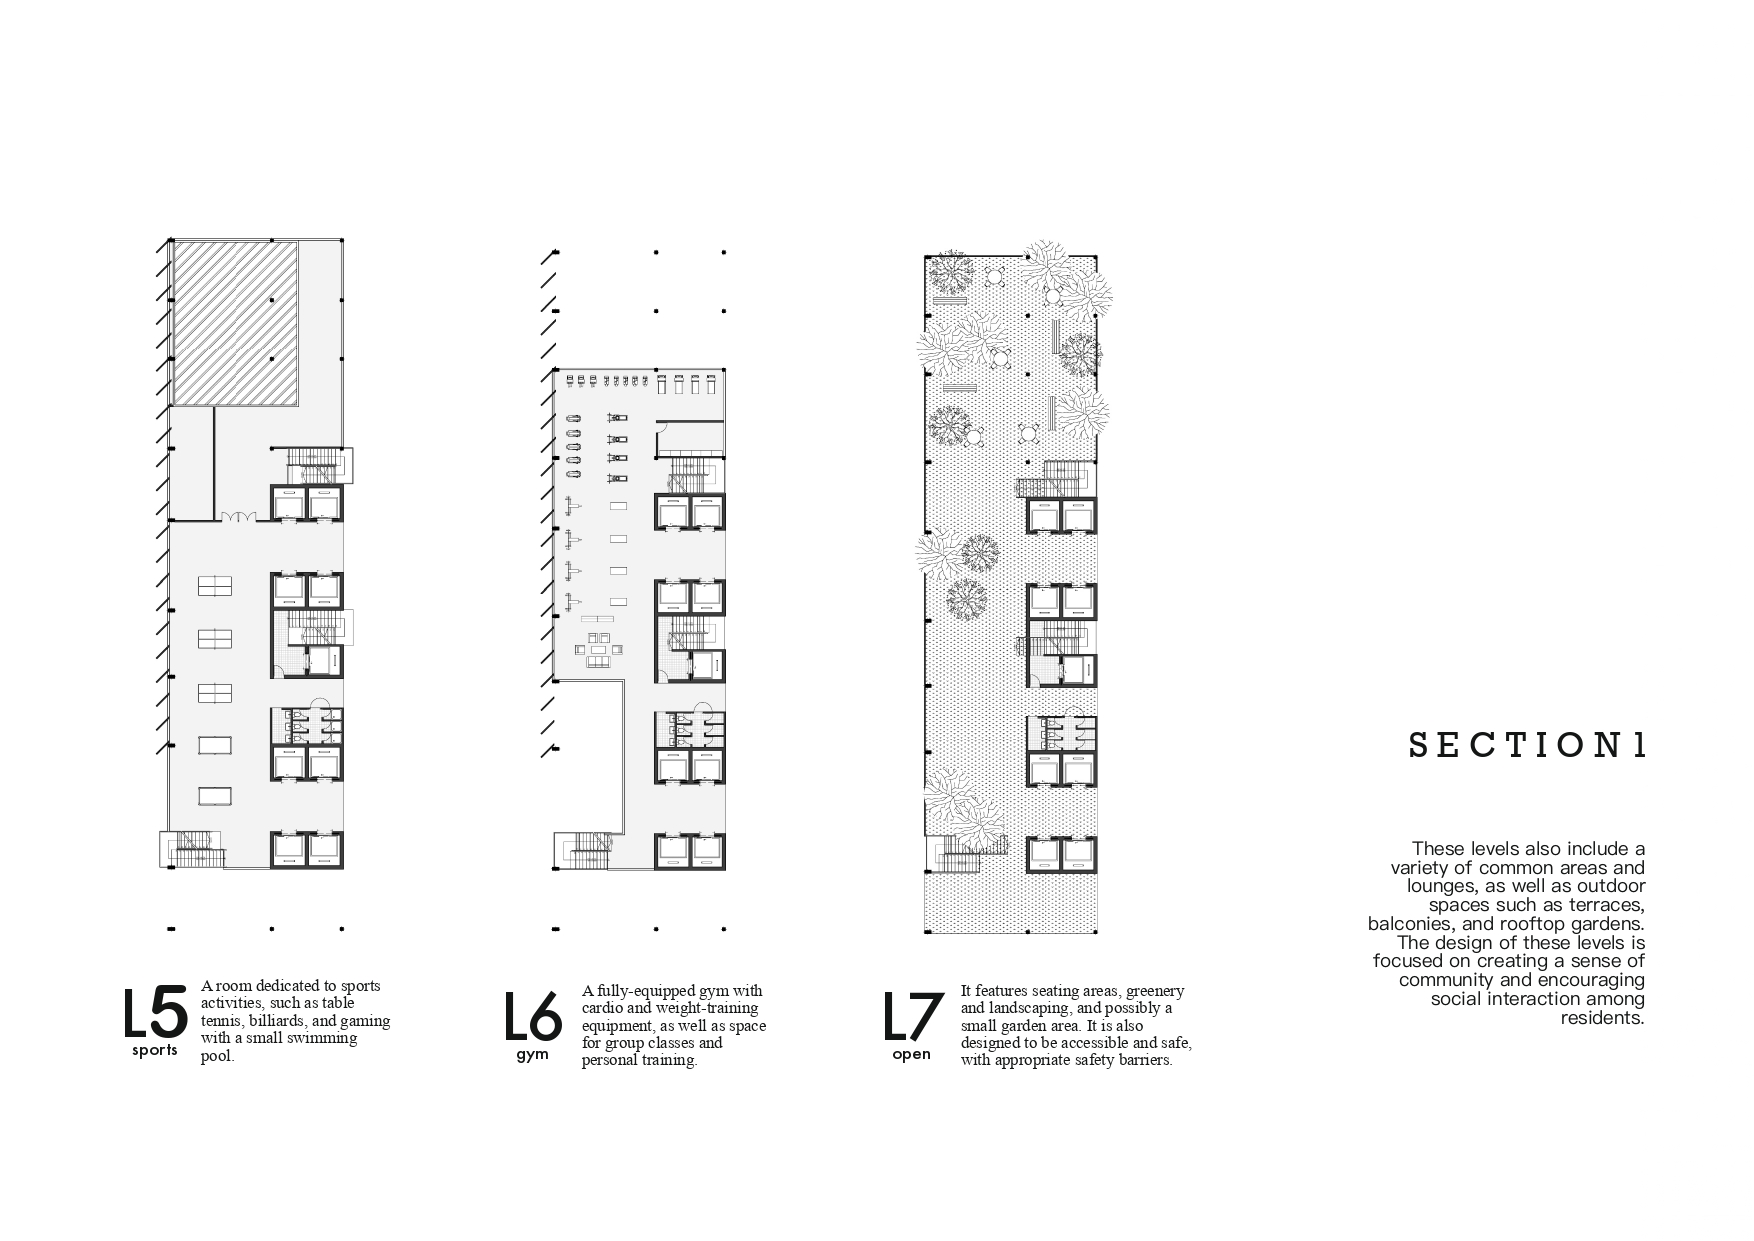 SECTION1
These levels also include a
variety of common areas and
lounges, as well as outdoor
spaces such as terraces,
balconies, and rooftop gardens.
The design of these levels is
focused on creating a sense of
community and encouraging
social interaction among
residents.
L5
sports
A room dedicated to sports
activities, such as table
tennis, billiards, and gaming
with a small swimming
pool.
L6
gym
A fully-equipped gym with
cardio and weight-training
equipment, as well as space
for group classes and
personal training.
L7
open
It features seating areas, greenery
and landscaping, and possibly a
small garden area. It is also
designed to be accessible and safe,
with appropriate safety barriers.